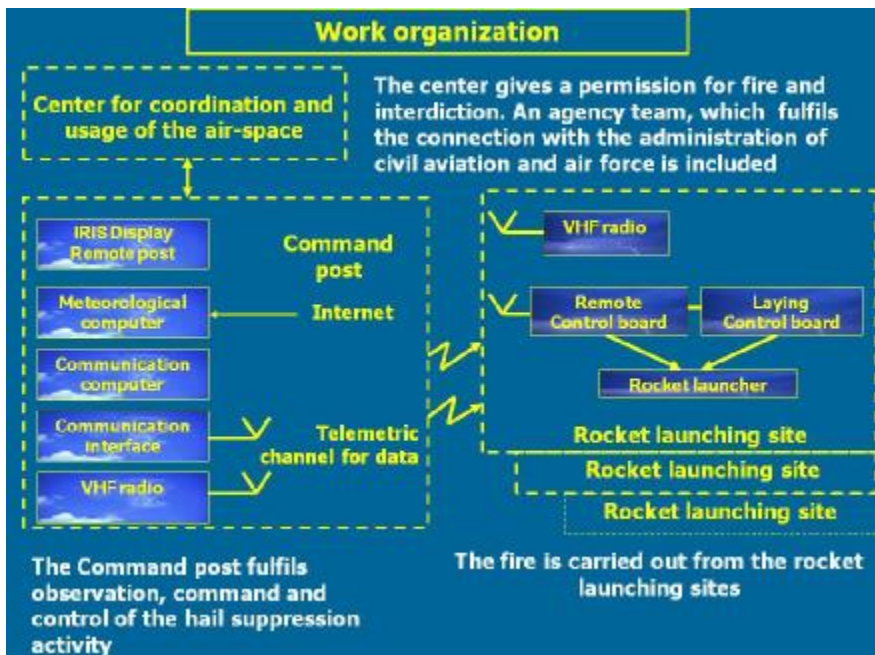 Work organization
Center for coordination and
usage of the air-space
The center gives a permission for fire and
interdiction. An agency team, which fulfils
the connection with the administration of
civil aviation and air force is included
IRIS Display
Remote post
Command
post
Meteorological
computer
Internet
Communication
computer
Communication
interface
Telemetric
channel for data
VHF radio
VHF radio
Remote
Control board
Laying
Control board
Rocket launcher
Rocket launching site
Rocket launching site
Rocket launching site
The Command post fulfils
observation, command and
control of the hail suppression
activity
The fire is carried out from the rocket
launching sites